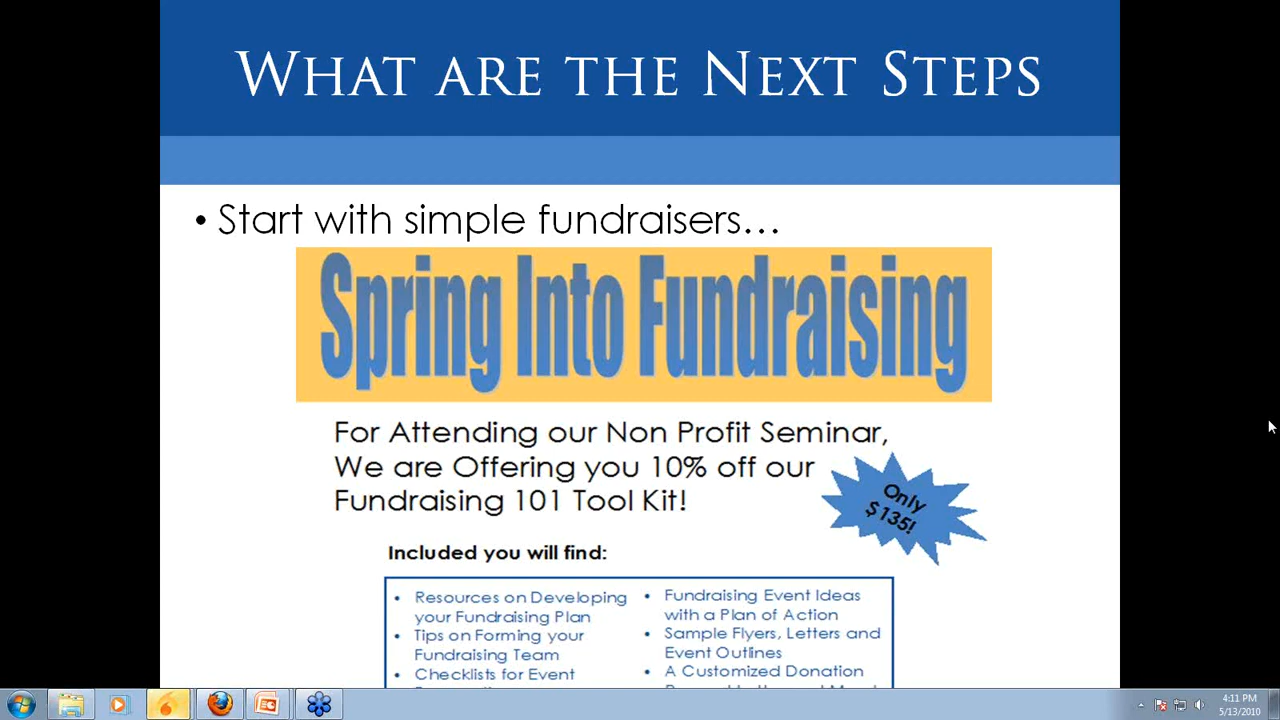 WHAT ARE THE NEXT STEPS
• Start with simple fundraisers...
Spring Into Fundraising
For Attending our Non Profit Seminar,
We are Offering you 10% off our
Fundraising 101 Tool Kit!
Only
$135!
Included you will find:
• Resources on Developing
your Fundraising Plan
• Tips on Forming your
Fundraising Team
• Checklists for Event
• Fundraising Event Ideas
with a Plan of Action
• Sample Flyers, Letters and
Event Outlines
• A Customized Donation
4:11 PM
5/13/2010